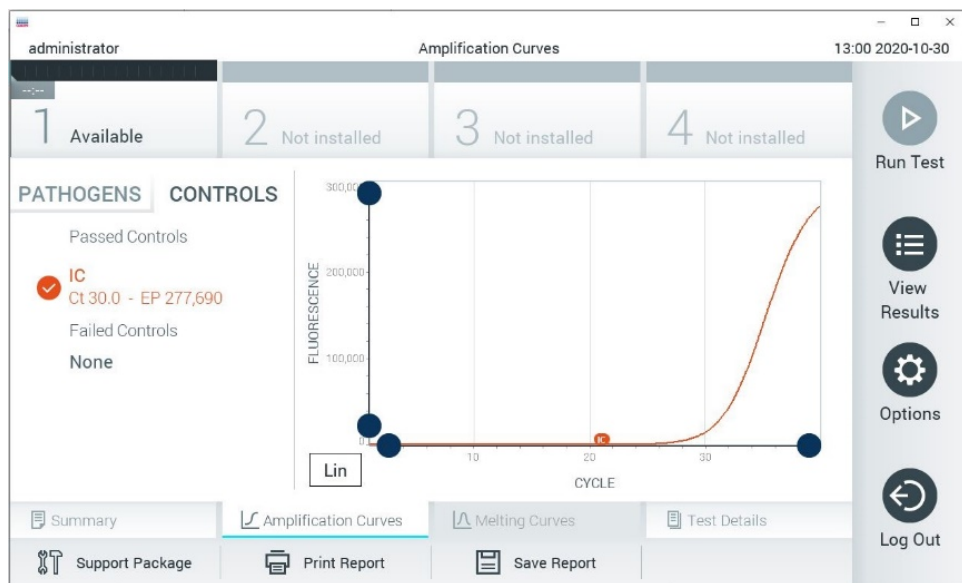 administrator
Amplification Curves
13:00 2020-10-30
--:--
1 Available
2 Not installed
3 Not installed
4 Not installed
Run Test
PATHOGENS
CONTROLS
Passed Controls
IC
Ct 30.0 - EP 277,690
Failed Controls
None
300,000
200,000
100,000
0
FLUORESCENCE
IC
10
20
30
CYCLE
Lin
View
Results
Options
Log Out
Summary
Amplification Curves
Melting Curves
Test Details
Support Package
Print Report
Save Report